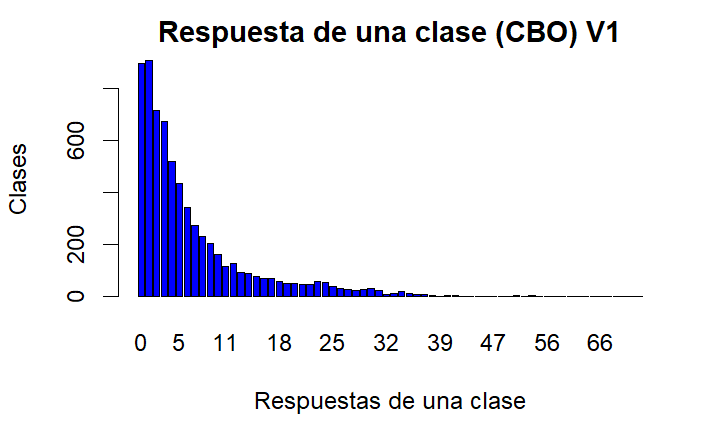 Respuesta de una clase (CBO) V1
Clases
600
200
0
0 5 11 18 25 32 39 47 56 66
Respuestas de una clase